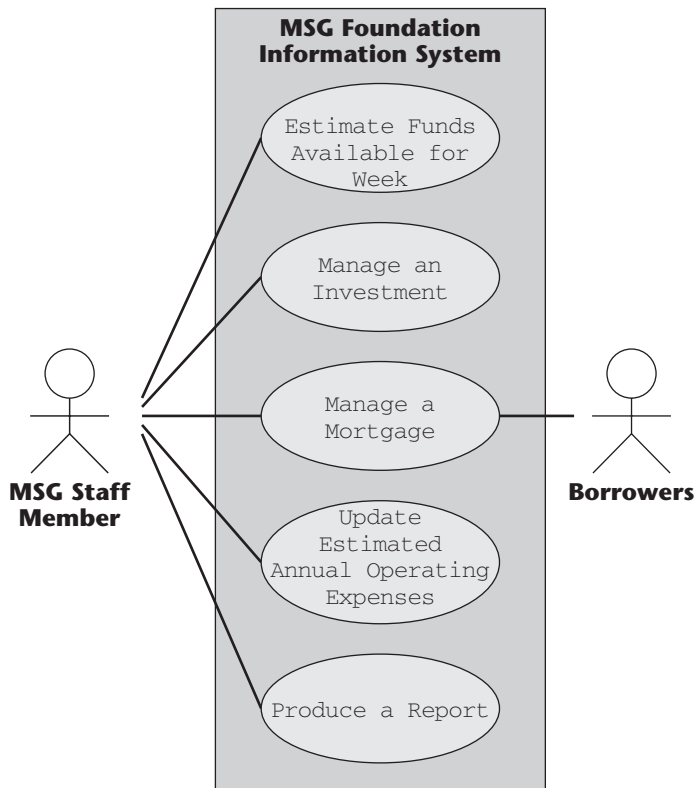 MSG Foundation
Information System
Estimate Funds
Available for
Week
Manage an
Investment
Manage a
Mortgage
MSG Staff
Member
Borrowers
Update
Estimated
Annual Operating
Expenses
Produce a Report